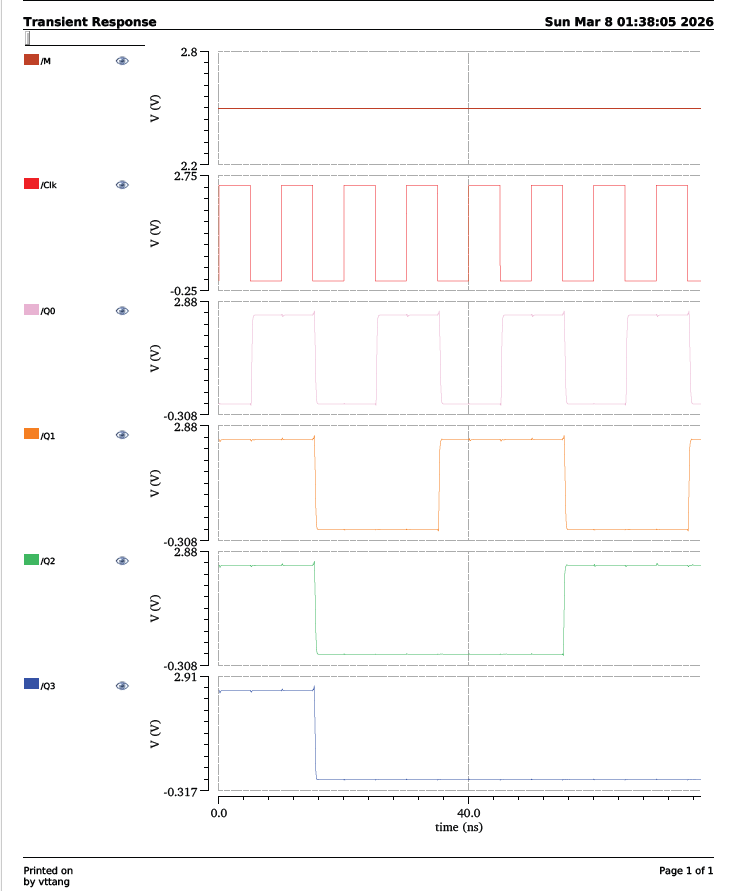 Transient Response Sun Mar 8 01:38:05 2026
/M
2.8
V (V)
2.2
/Clk
2.75
V (V)
-0.25
/Q0
2.88
V (V)
-0.308
/Q1
2.88
V (V)
-0.308
/Q2
2.88
V (V)
-0.308
/Q3
2.91
V (V)
-0.317
0.0 40.0
time (ns)
Printed on Page 1 of 1
by vttang